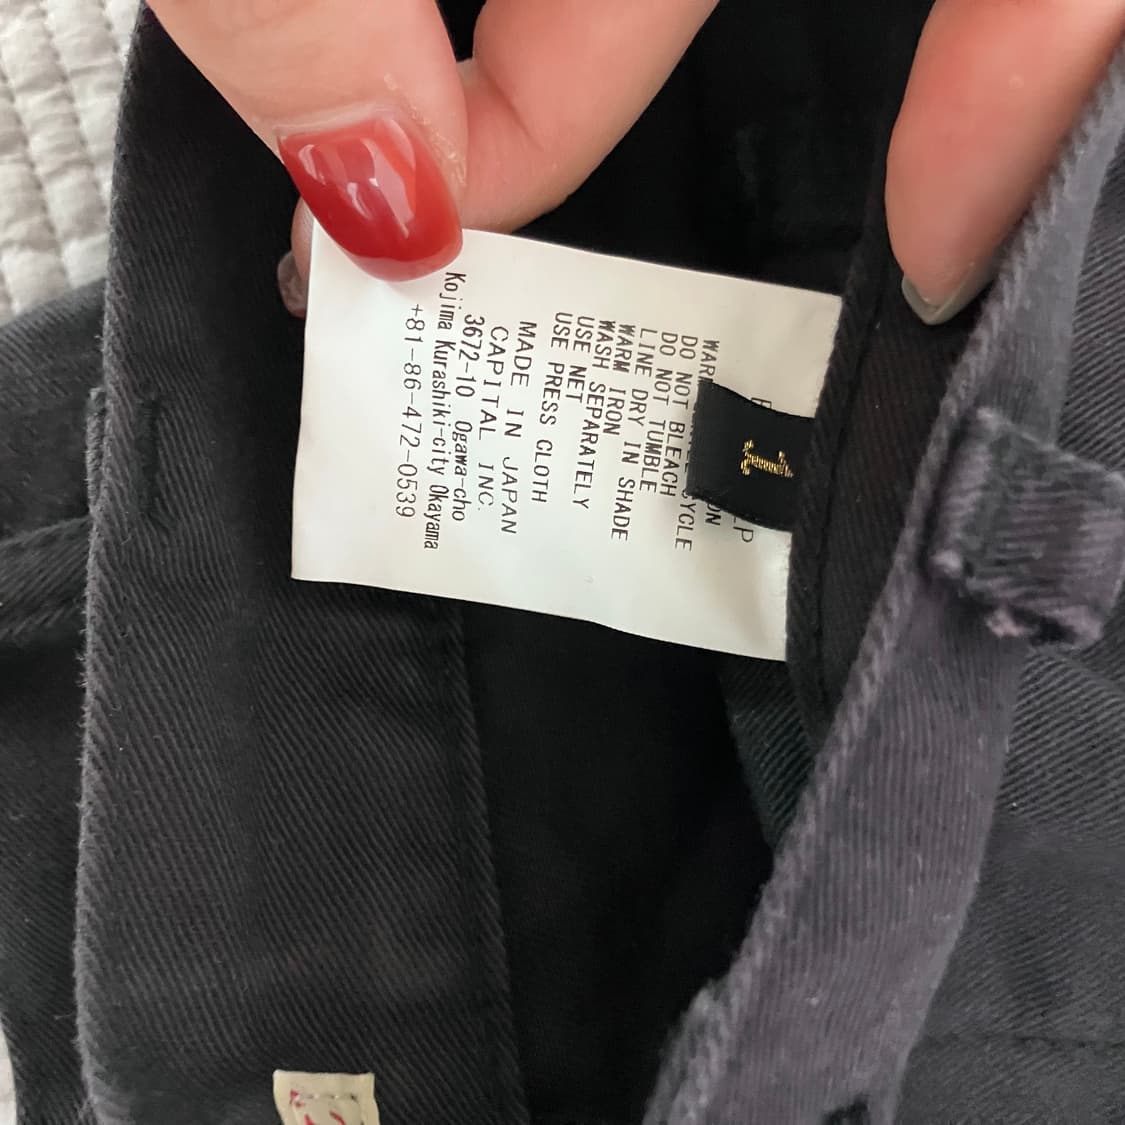 1
DO NOT BLEACH
DO NOT TUMBLE
LINE DRY IN SHADE
WARM IRON
WASH SEPARATELY
USE NET
USE PRESS CLOTH
MADE IN JAPAN
CAPITAL INC.
3672-10 Ogawa-cho
Kojima Kurashiki-city Okayama
+81-86-472-0539